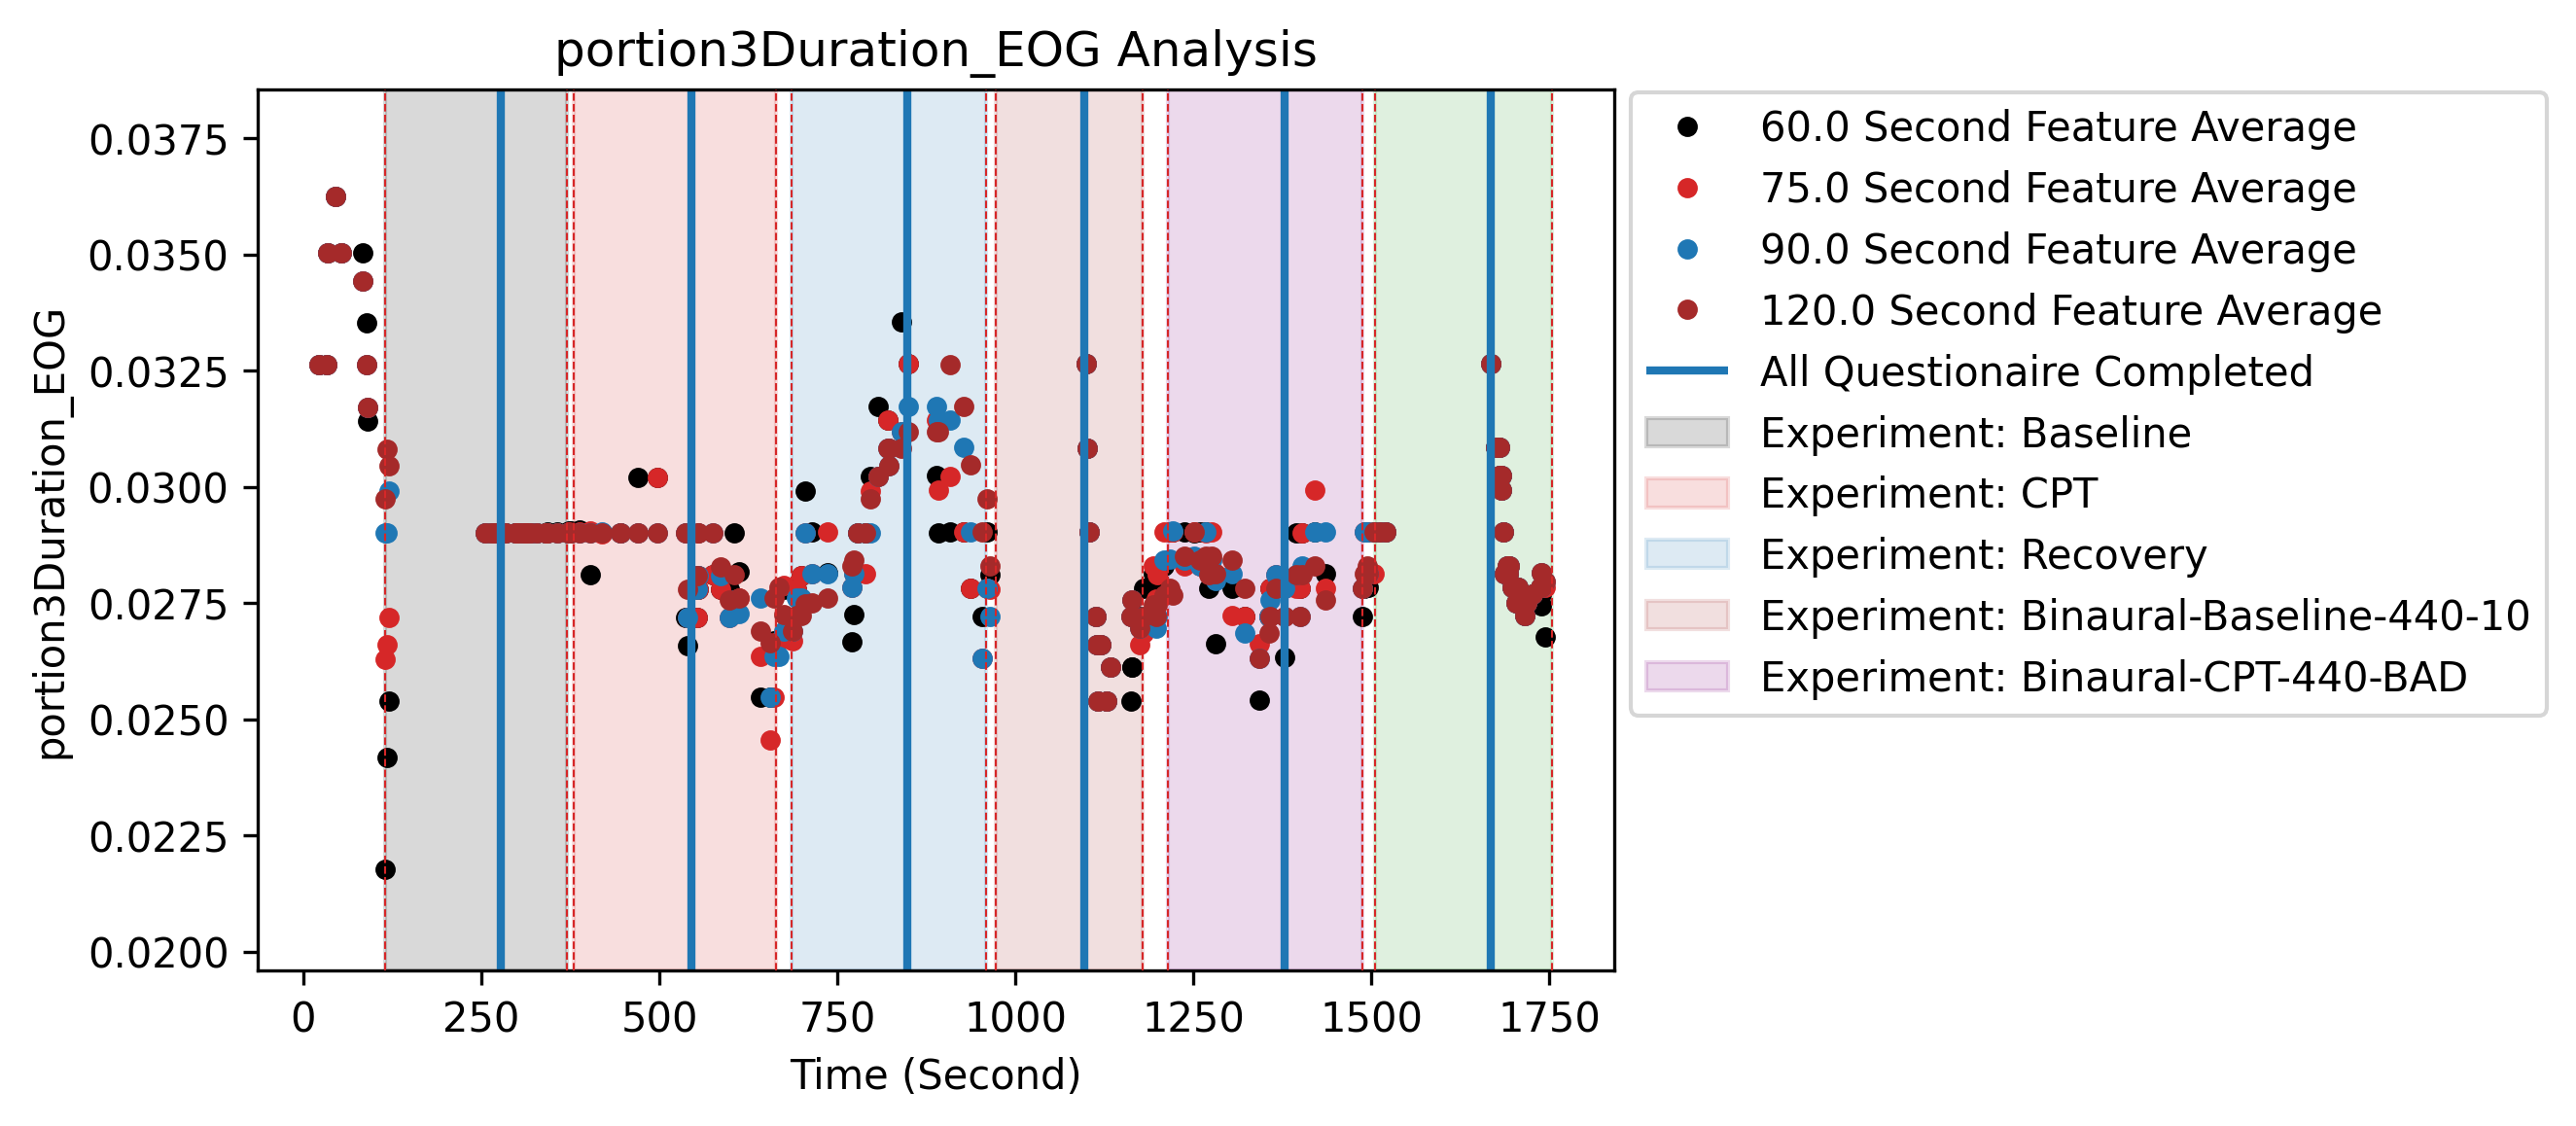 portion3Duration_EOG Analysis
portion3Duration_EOG
0.0375
0.0350
0.0325
0.0300
0.0275
0.0250
0.0225
0.0200
0
250
500
750
1000
1250
1500
1750
Time (Second)
60.0 Second Feature Average
75.0 Second Feature Average
90.0 Second Feature Average
120.0 Second Feature Average
All Questionaire Completed
Experiment: Baseline
Experiment: CPT
Experiment: Recovery
Experiment: Binaural-Baseline-440-10
Experiment: Binaural-CPT-440-BAD